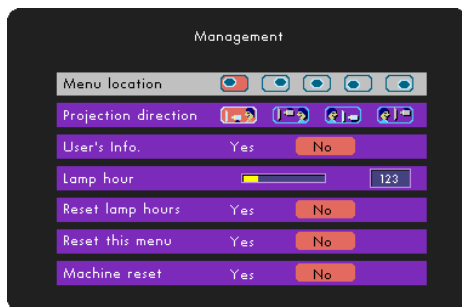 Management
Menu location
Projection direction
User's Info. Yes No
Lamp hour 123
Reset lamp hours Yes No
Reset this menu Yes No
Machine reset Yes No